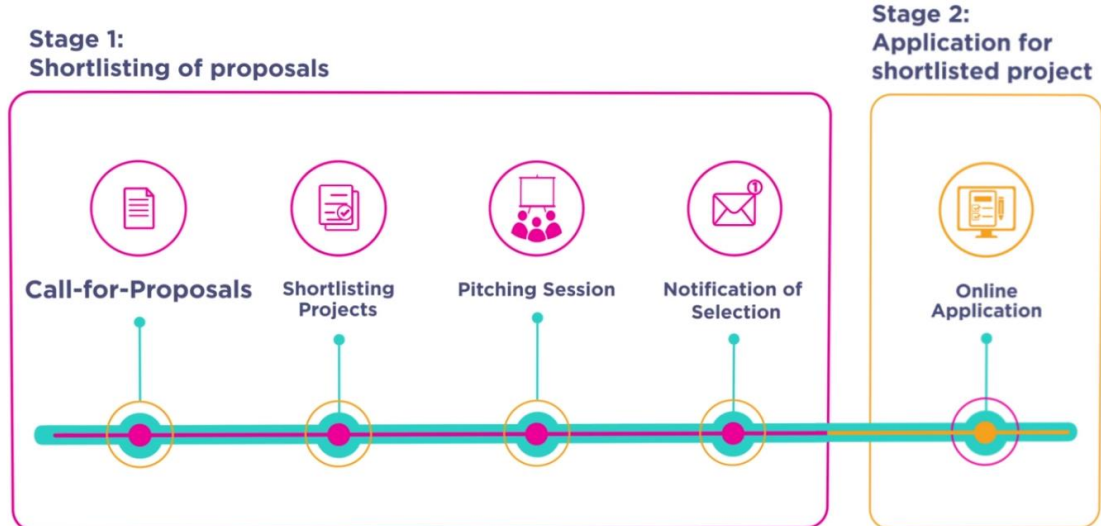 Stage 1:
Shortlisting of proposals
Stage 2:
Application for
shortlisted project
1
Call-for-Proposals
Shortlisting
Projects
Pitching Session
Notification of
Selection
Online
Application